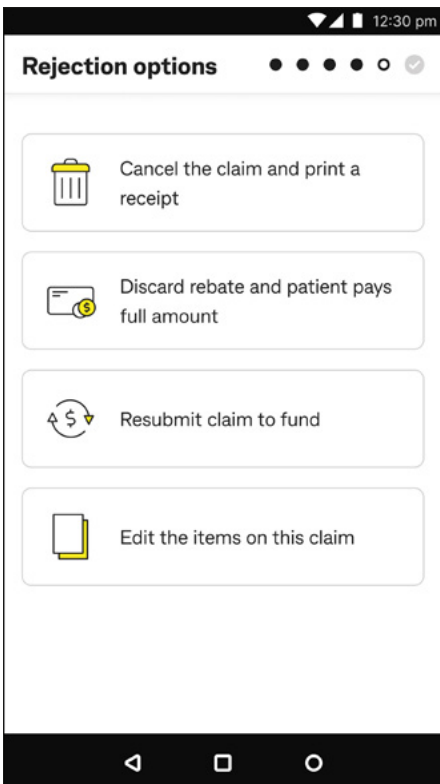 12:30 pm
Rejection options
Cancel the claim and print a
receipt
Discard rebate and patient pays
full amount
Resubmit claim to fund
Edit the items on this claim